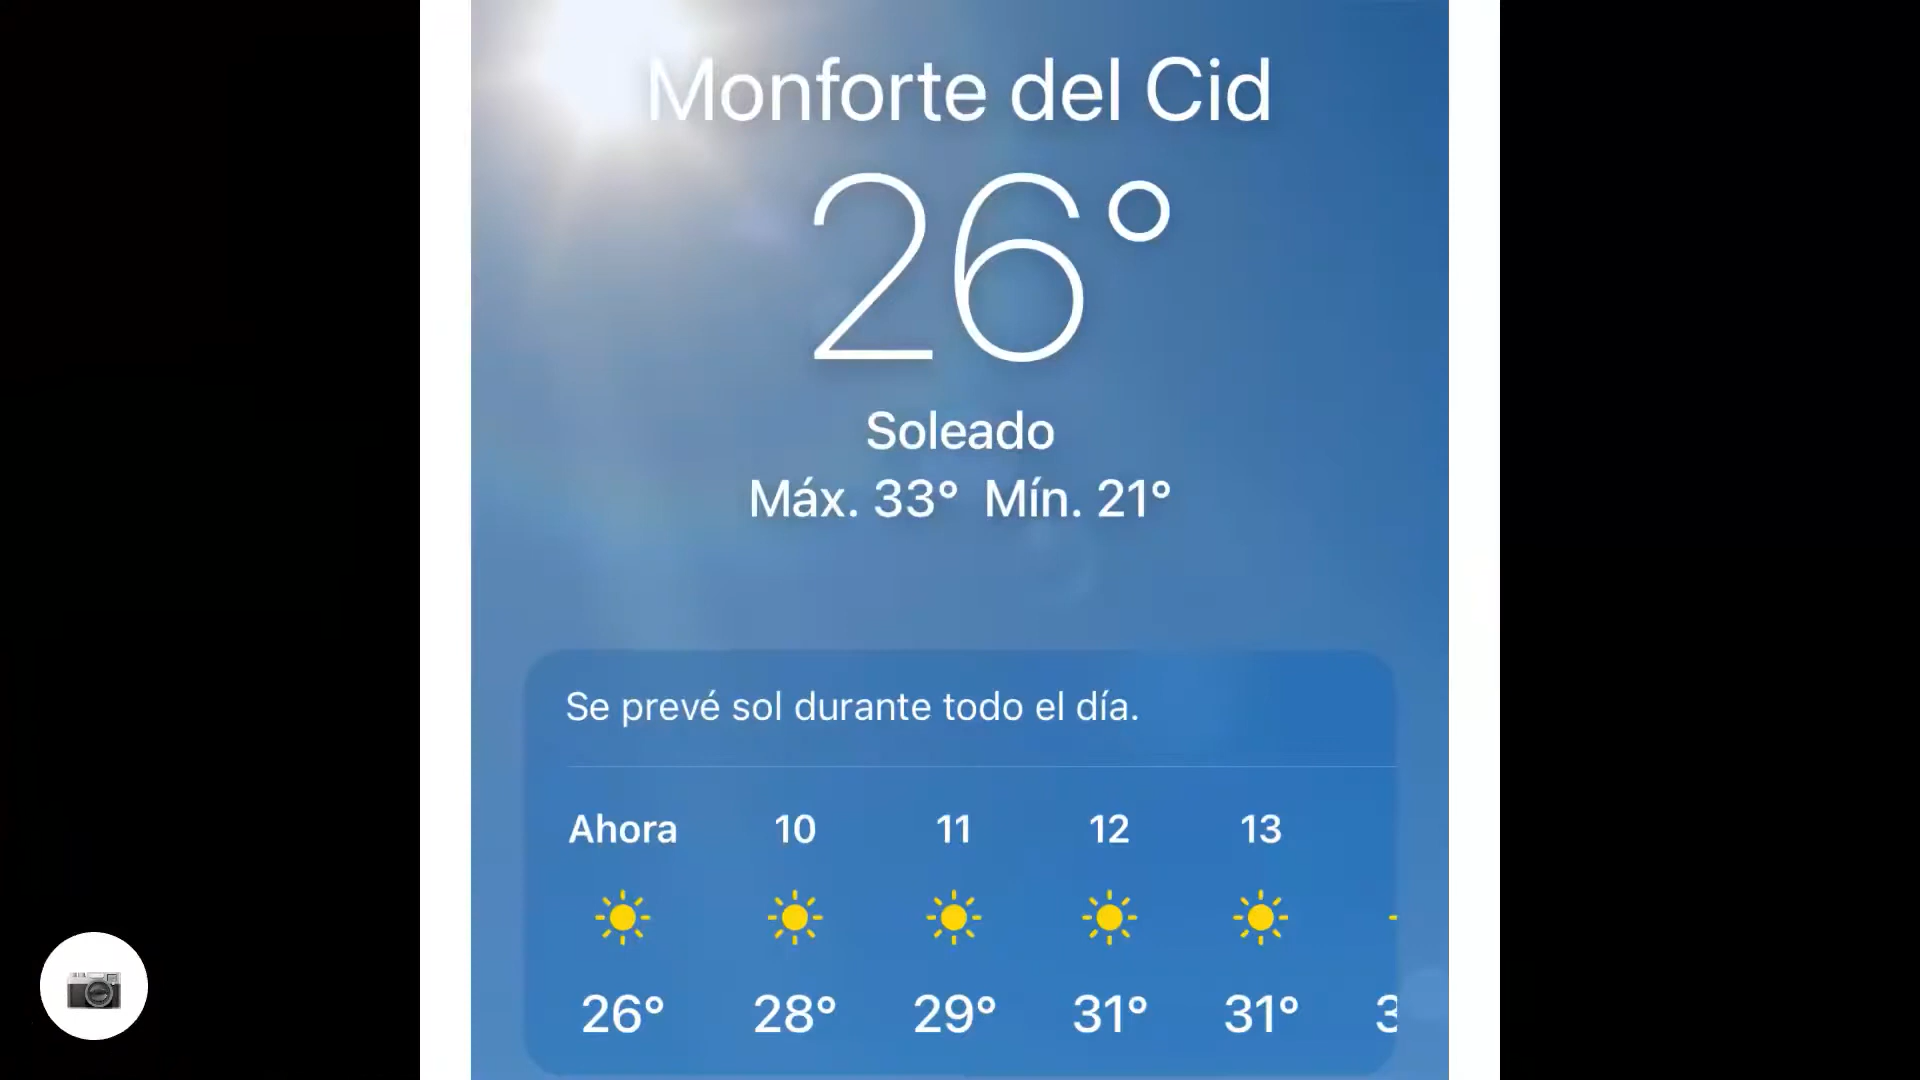 Monforte del Cid
26°
Soleado
Máx. 33° Mín. 21°
Se prevé sol durante todo el día.
Ahora 10 11 12 13
26° 28° 29° 31° 31°